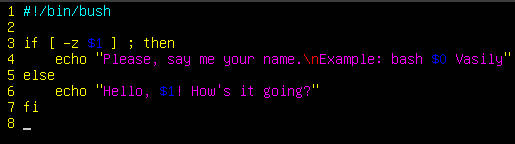 1 #!/bin/bush
2
3 if [ -z $1 ] ; then
4     echo "Please, say me your name.\nExample: bash $0 Vasily"
5 else
6     echo "Hello, $1! How's it going?"
7 fi
8 _